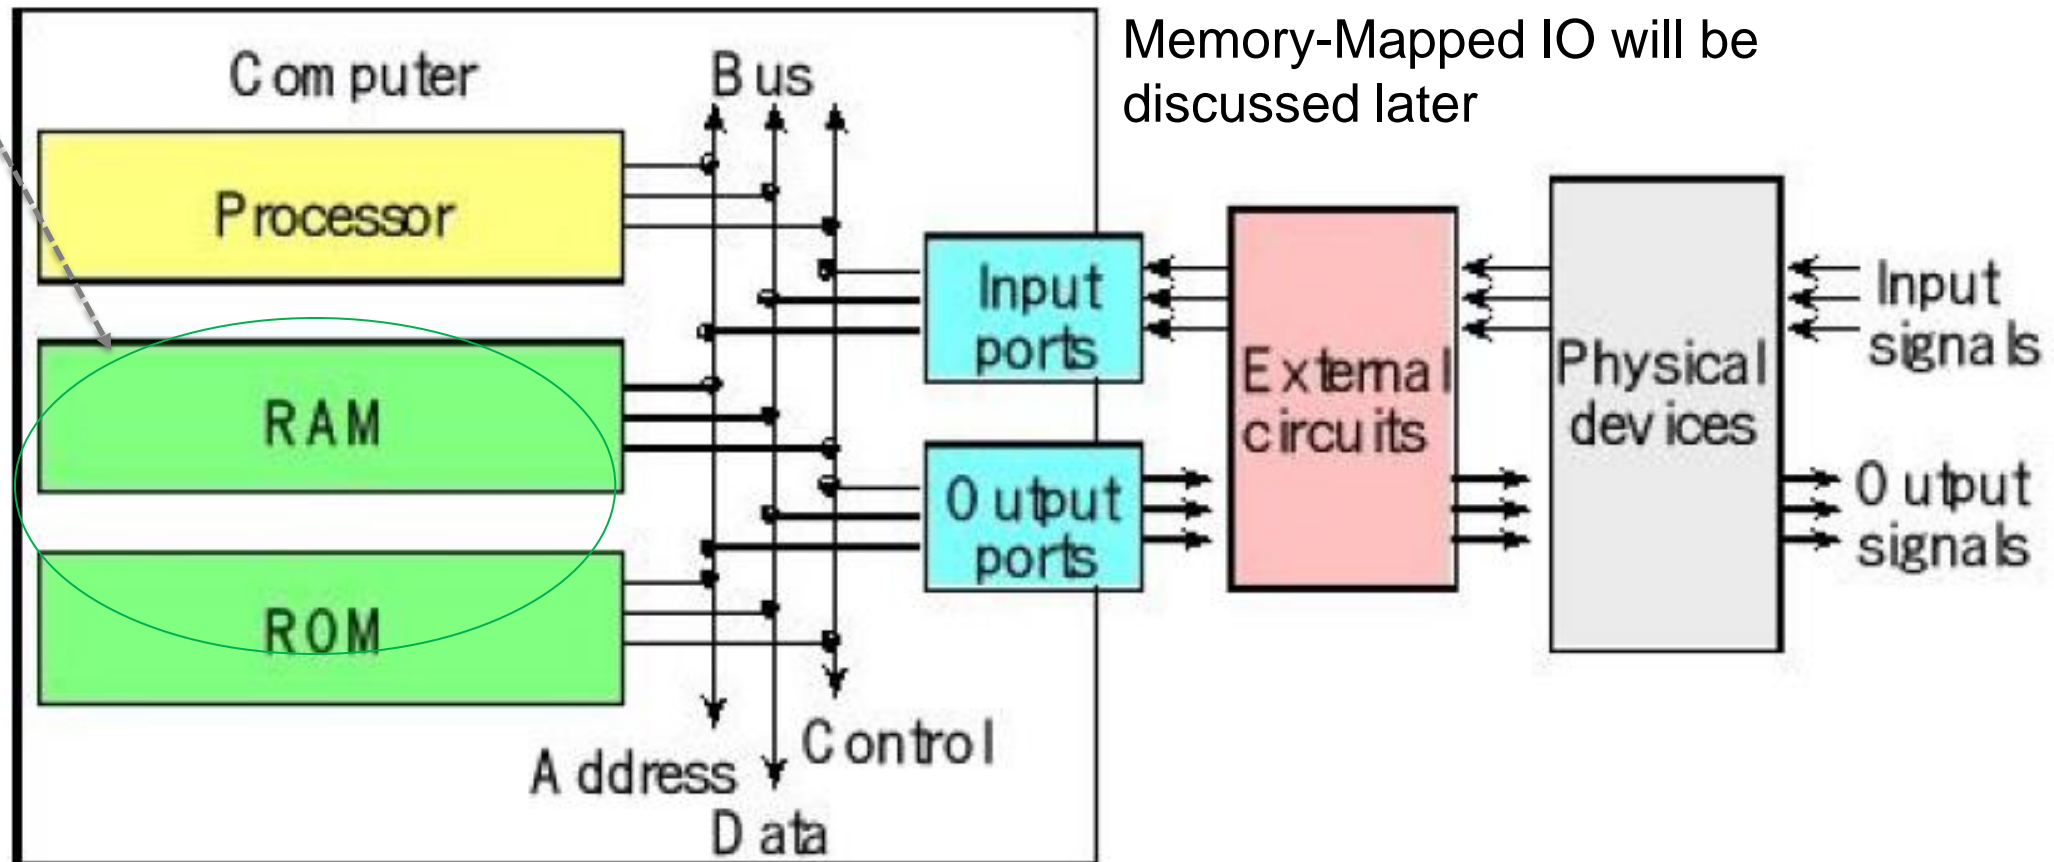 Memory-Mapped IO will be
discussed later
Computer
Bus
Processor
RAM
ROM
Address
Data
Control
Input
ports
Output
ports
External
circuits
Physical
devices
Input
signals
Output
signals